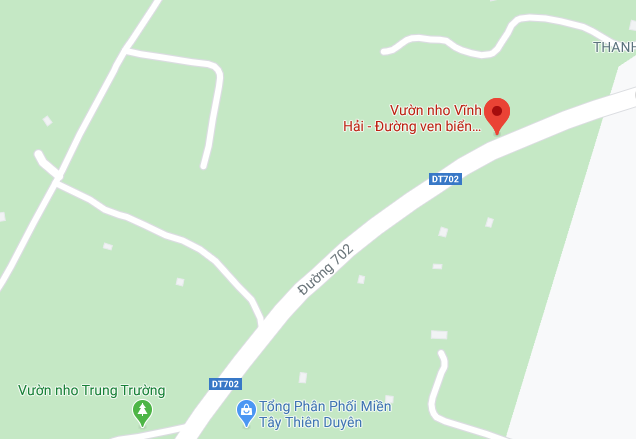 THANH
Vườn nho Vĩnh
Hải - Đường ven biển...
DT702
Đường 702
DT702
Vườn nho Trung Trường
Tổng Phân Phối Miền
Tây Thiên Duyên